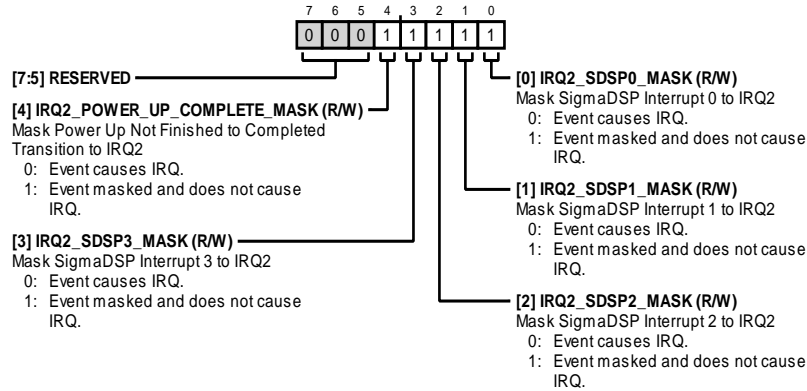 7 6 5 4 3 2 1 0
0 0 0 1 1 1 1 1
[7:5] RESERVED
[4] IRQ2_POWER_UP_COMPLETE_MASK (R/W)
Mask Power Up Not Finished to Completed
Transition to IRQ2
0: Event causes IRQ.
1: Event masked and does not cause
IRQ.
[3] IRQ2_SDSP3_MASK (R/W)
Mask SigmaDSP Interrupt 3 to IRQ2
0: Event causes IRQ.
1: Event masked and does not cause
IRQ.
[0] IRQ2_SDSP0_MASK (R/W)
Mask SigmaDSP Interrupt 0 to IRQ2
0: Event causes IRQ.
1: Event masked and does not cause
IRQ.
[1] IRQ2_SDSP1_MASK (R/W)
Mask SigmaDSP Interrupt 1 to IRQ2
0: Event causes IRQ.
1: Event masked and does not cause
IRQ.
[2] IRQ2_SDSP2_MASK (R/W)
Mask SigmaDSP Interrupt 2 to IRQ2
0: Event causes IRQ.
1: Event masked and does not cause
IRQ.